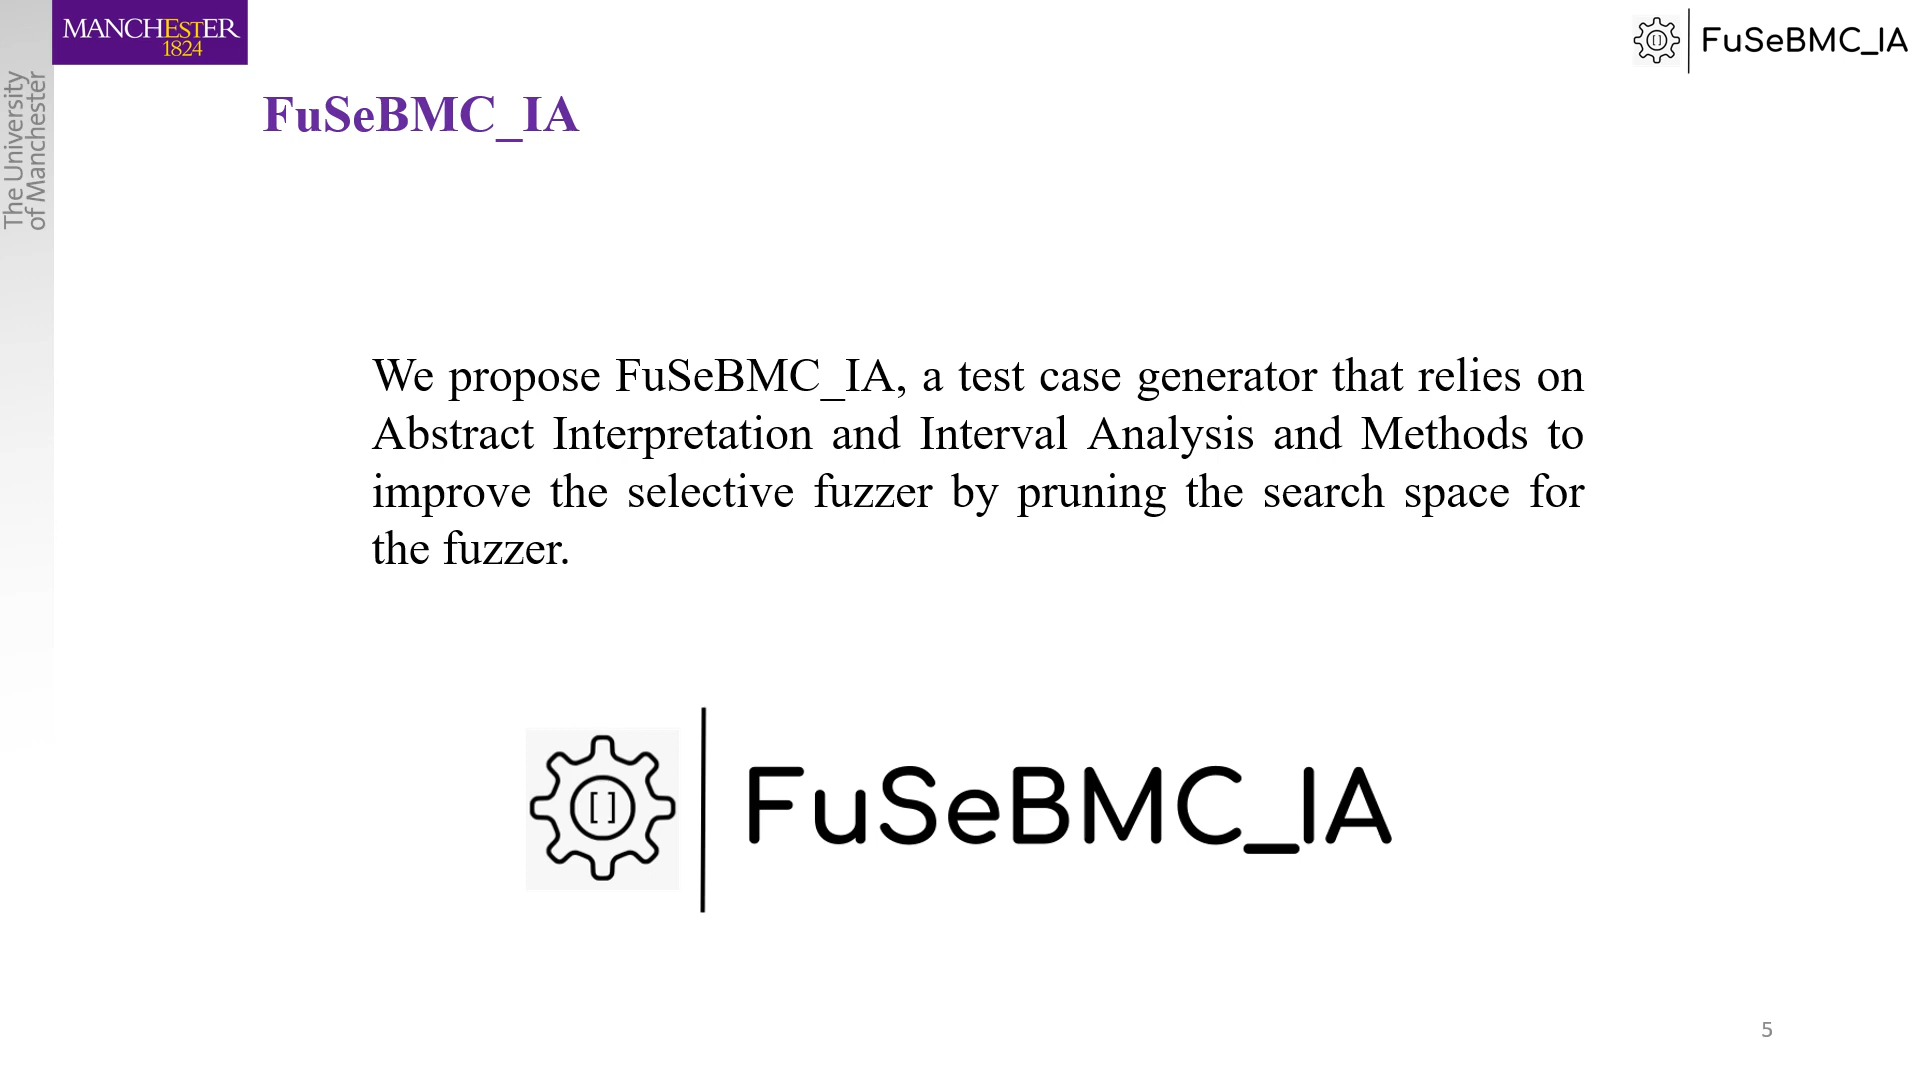 MANCHESTER
1824
The University
of Manchester
[ ] FuSeBMC_IA
FuSeBMC_IA
We propose FuSeBMC_IA, a test case generator that relies on
Abstract Interpretation and Interval Analysis and Methods to
improve the selective fuzzer by pruning the search space for
the fuzzer.
[ ] FuSeBMC_IA
5